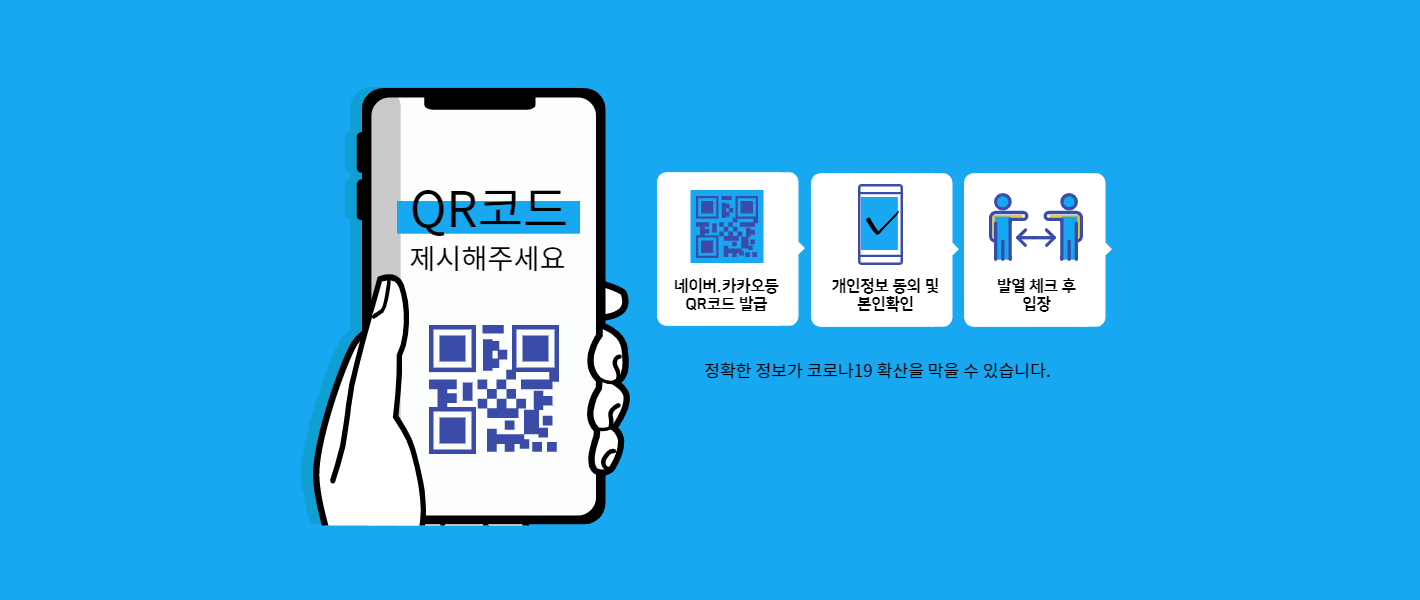 QR코드
제시해주세요
네이버.카카오등
QR코드 발급
개인정보 동의 및
본인확인
발열 체크 후
입장
정확한 정보가 코로나19 확산을 막을 수 있습니다.